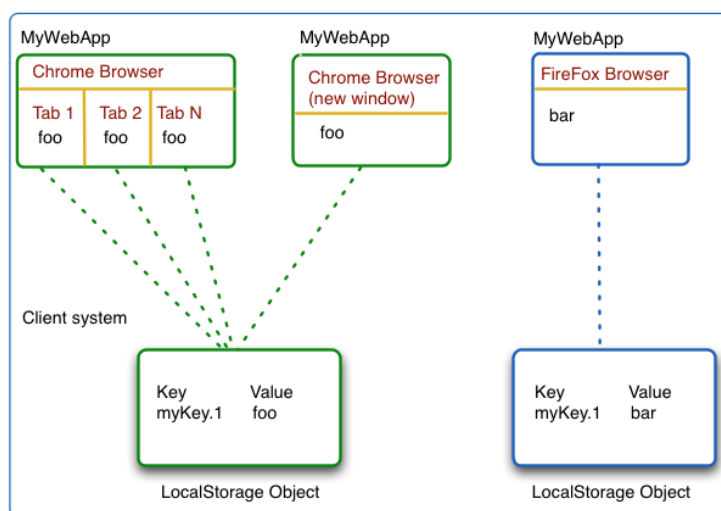 MyWebApp
Chrome Browser
Tab 1 Tab 2 Tab N
foo foo foo
MyWebApp
Chrome Browser
(new window)
foo
MyWebApp
FireFox Browser
bar
Client system
Key Value
myKey.1 foo
LocalStorage Object
Key Value
myKey.1 bar
LocalStorage Object